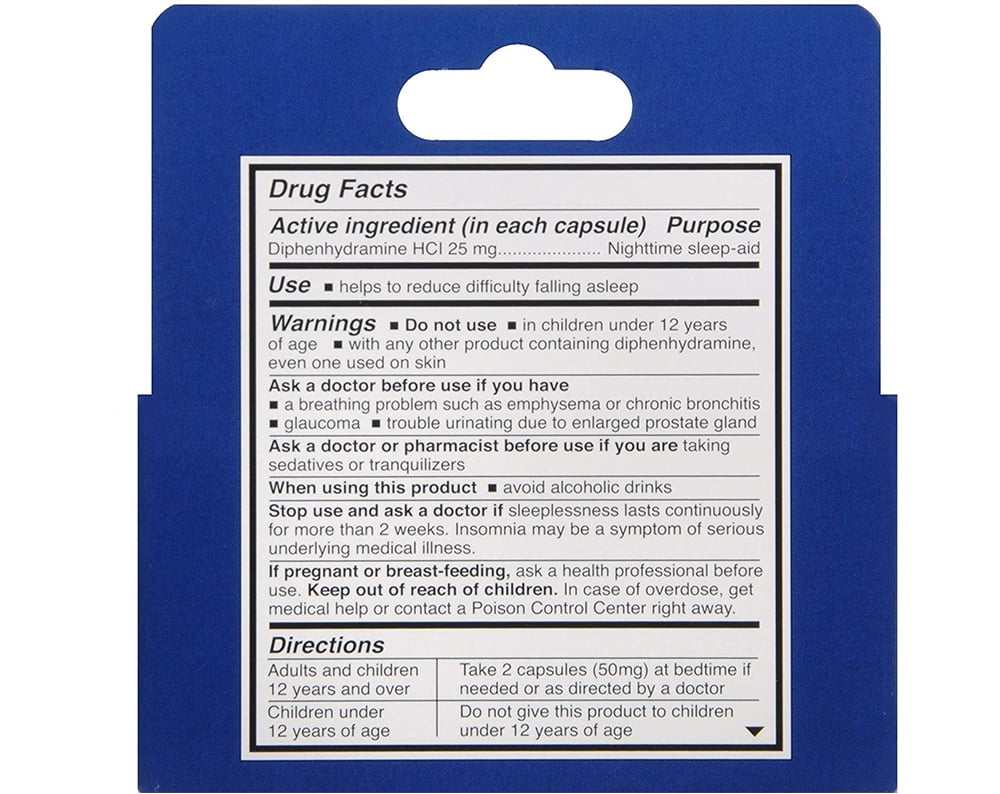 Drug Facts
Active ingredient (in each capsule) Purpose
Diphenhydramine HCl 25 mg..................... Nighttime sleep-aid
Use ■ helps to reduce difficulty falling asleep
Warnings ■ Do not use ■ in children under 12 years
of age ■ with any other product containing diphenhydramine,
even one used on skin
Ask a doctor before use if you have
■ a breathing problem such as emphysema or chronic bronchitis
■ glaucoma ■ trouble urinating due to enlarged prostate gland
Ask a doctor or pharmacist before use if you are taking
sedatives or tranquilizers
When using this product ■ avoid alcoholic drinks
Stop use and ask a doctor if sleeplessness lasts continuously
for more than 2 weeks. Insomnia may be a symptom of serious
underlying medical illness.
If pregnant or breast-feeding, ask a health professional before
use. Keep out of reach of children. In case of overdose, get
medical help or contact a Poison Control Center right away.
Directions
Adults and children
12 years and over
Take 2 capsules (50mg) at bedtime if
needed or as directed by a doctor
Children under
12 years of age
Do not give this product to children
under 12 years of age